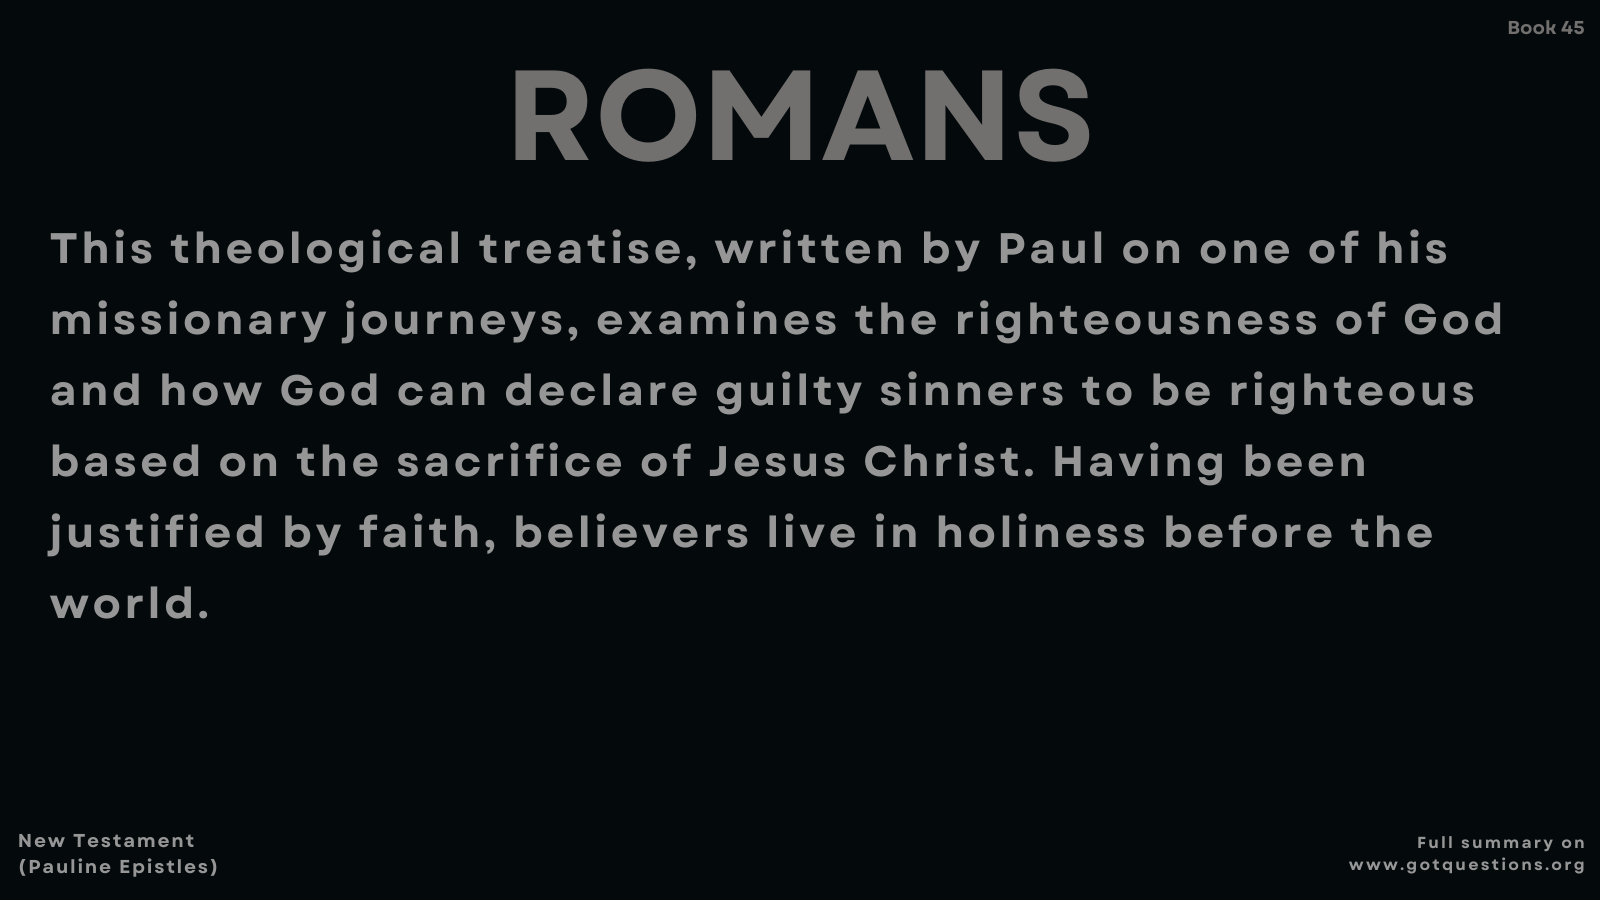 Book 45
ROMANS
This theological treatise, written by Paul on one of his
missionary journeys, examines the righteousness of God
and how God can declare guilty sinners to be righteous
based on the sacrifice of Jesus Christ. Having been
justified by faith, believers live in holiness before the
world.
New Testament
(Pauline Epistles)
Full summary on
www.gotquestions.org